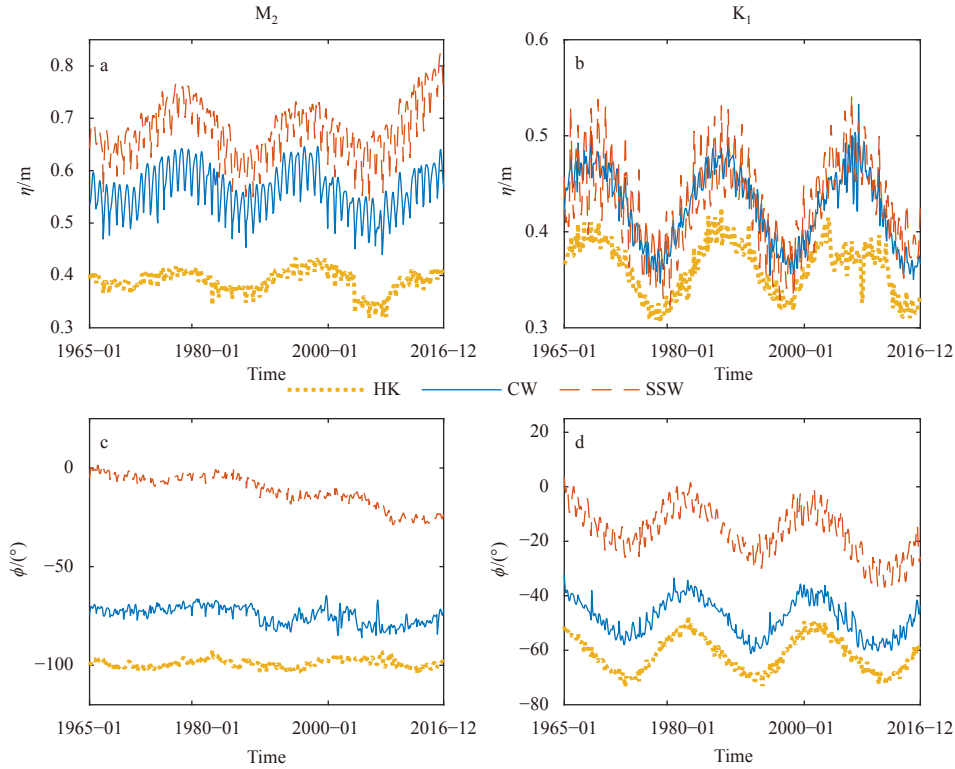 M₂
K₁
a
0.8
0.7
0.6
0.5
0.4
0.3
η/m
1965−01
1980−01
2000−01
2016−12
Time
b
0.6
0.5
0.4
0.3
η/m
1965−01
1980−01
2000−01
2016−12
Time
HK
CW
SSW
c
0
−50
−100
ϕ/(°)
1965−01
1980−01
2000−01
2016−12
Time
d
20
0
−20
−40
−60
−80
ϕ/(°)
1965−01
1980−01
2000−01
2016−12
Time